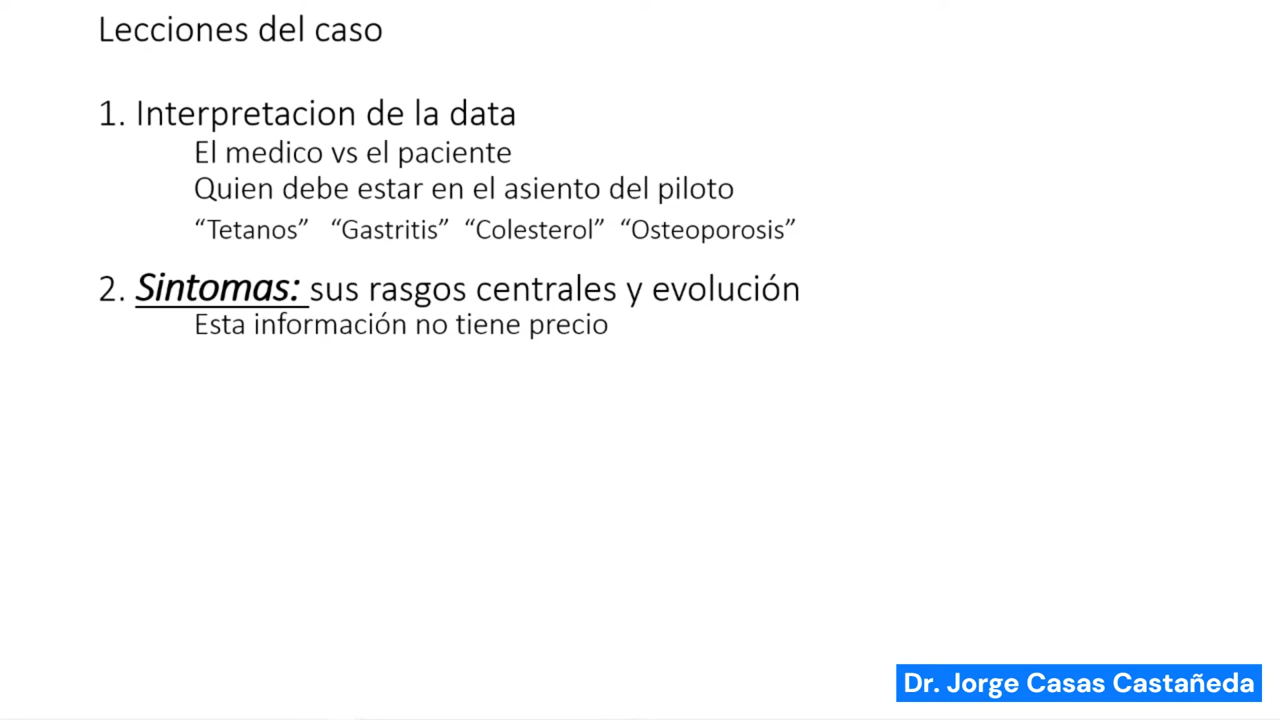 Lecciones del caso
1. Interpretacion de la data
El medico vs el paciente
Quien debe estar en el asiento del piloto
“Tetanos” “Gastritis” “Colesterol” “Osteoporosis”
2. Sintomas: sus rasgos centrales y evolución
Esta información no tiene precio
Dr. Jorge Casas Castañeda